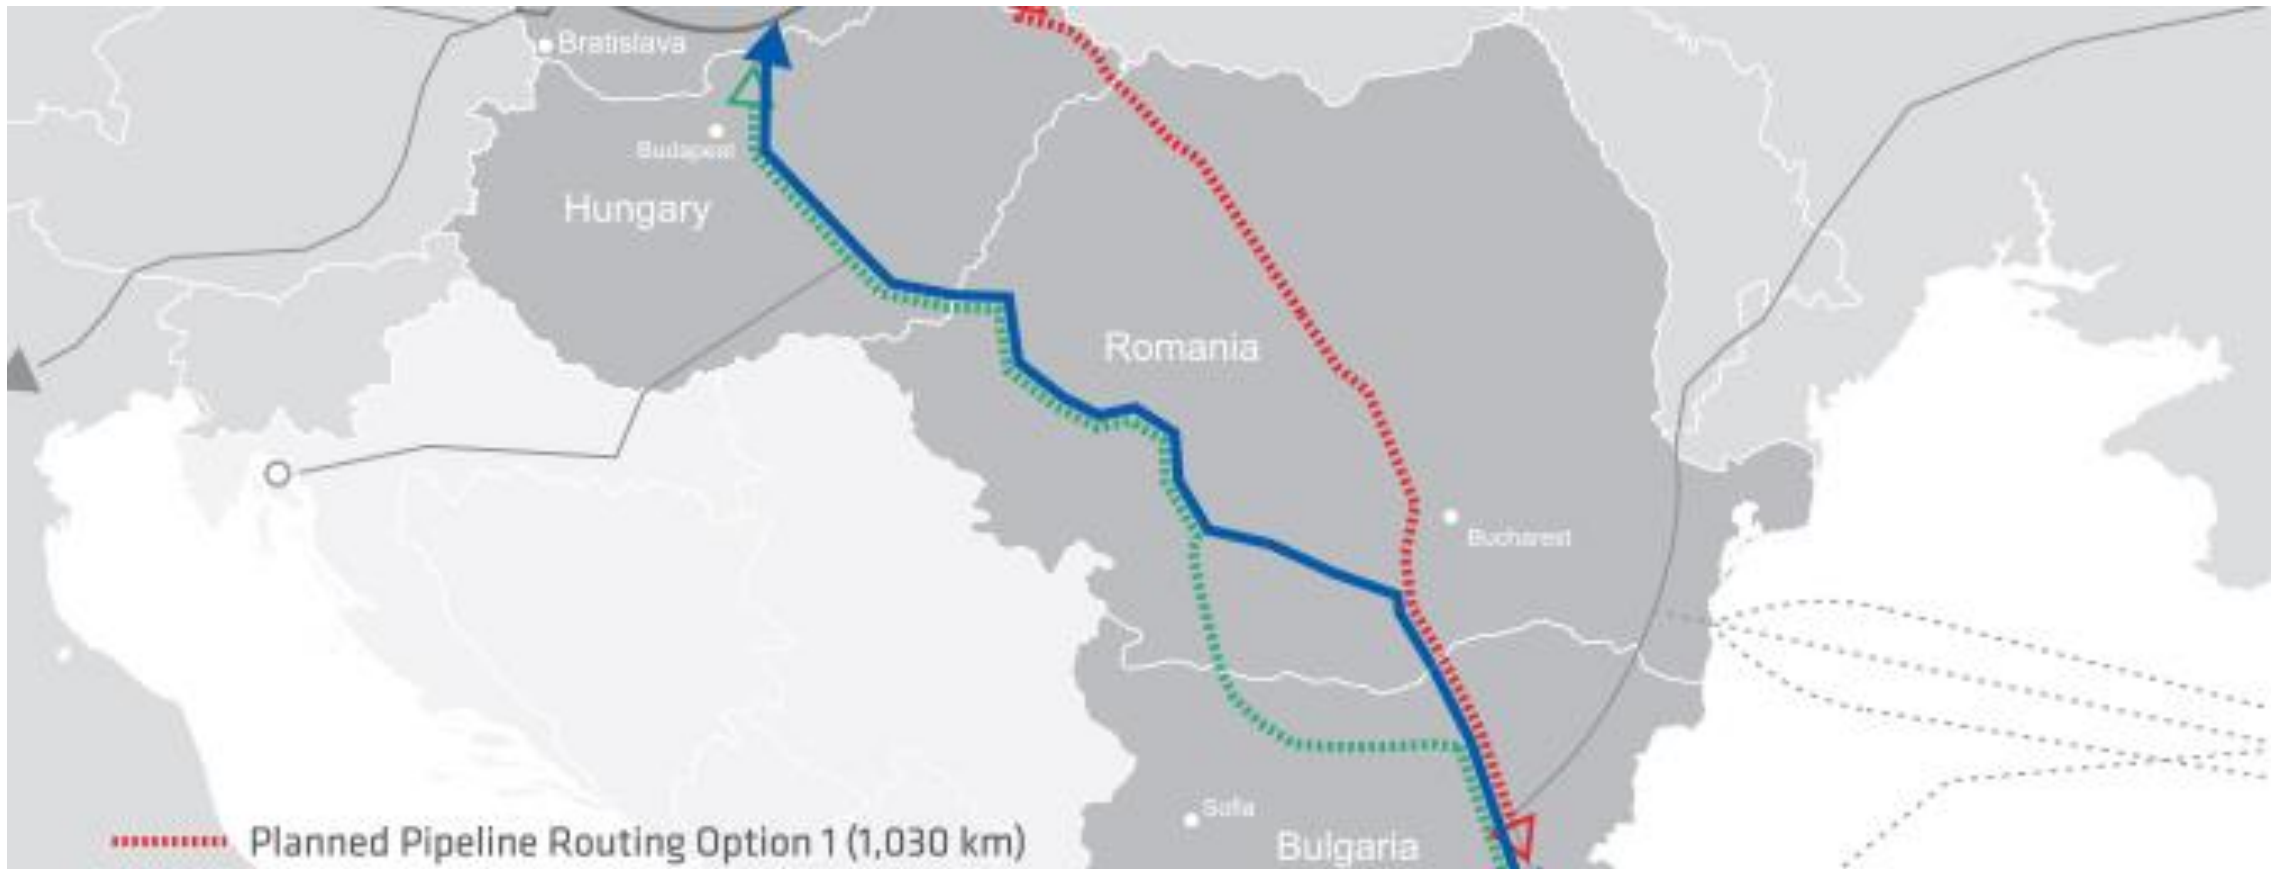 Bratislava
Budapest
Hungary
Romania
Bucharest
Sofia
Bulgaria
Planned Pipeline Routing Option 1 (1,030 km)